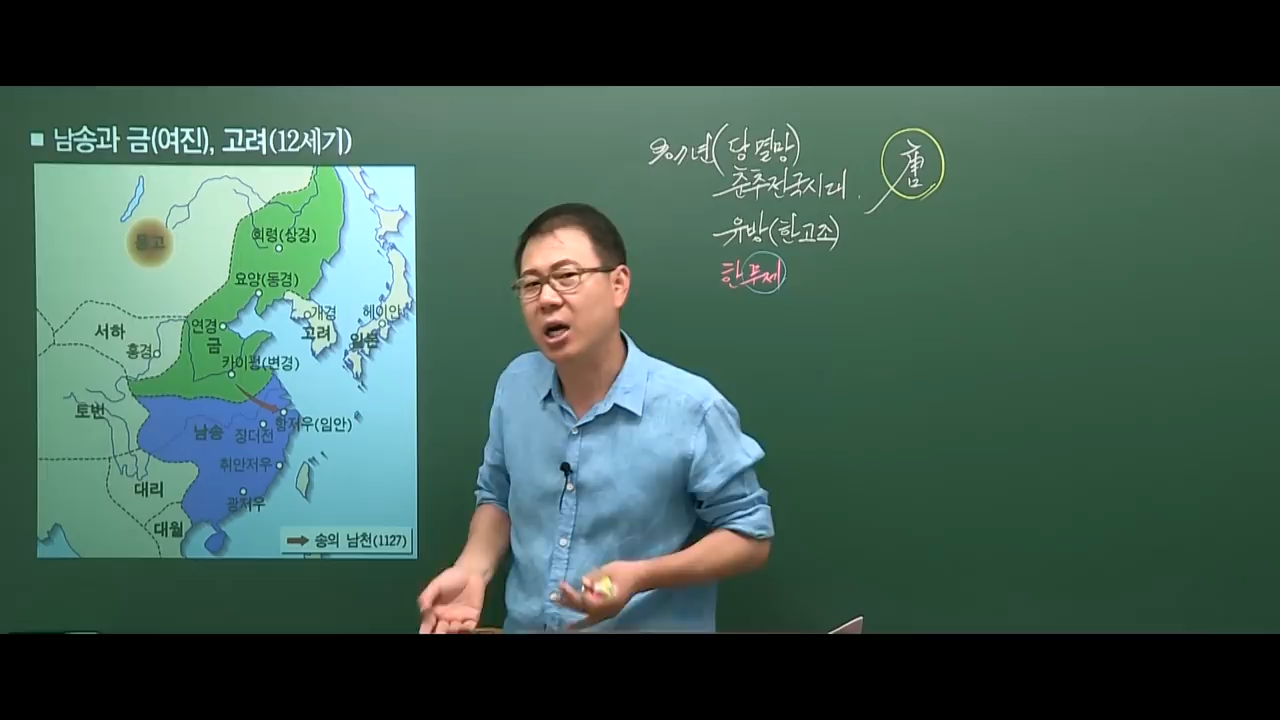 ■ 남송과 금(여진), 고려(12세기)
몽고
회령(상경)
요양(동경)
개경
고려
헤이안
일본
연경
금
서하
흥경
카이펑(변경)
토번
남송
항저우(임안)
징더전
취안저우
대리
광저우
대월
송의 남천(1127)
907년(당멸망)
춘추전국시대.
唐
유방(한고조)
한무제